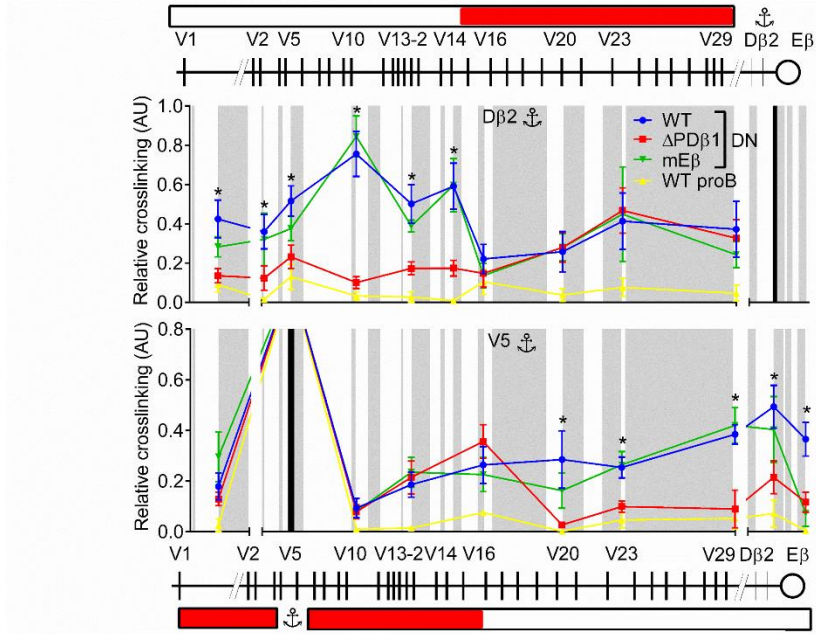 ⚓
V1 V2 V5 V10 V13-2 V14 V16 V20 V23 V29 Dβ2 Eβ
Relative crosslinking (AU)
1.0
0.8
0.6
0.4
0.2
0.0
Dβ2 ⚓
WT
ΔPDβ1
mEβ
DN
WT proB
* * * * * *
Relative crosslinking (AU)
0.8
0.6
0.4
0.2
0.0
V5 ⚓
* * * * *
V1 V2 V5 V10 V13-2 V14 V16 V20 V23 V29 Dβ2 Eβ
⚓